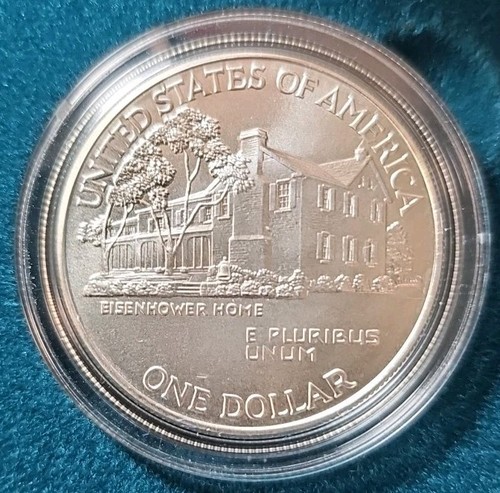 UNITED STATES OF AMERICA
EISENHOWER HOME
E PLURIBUS
UNUM
ONE DOLLAR